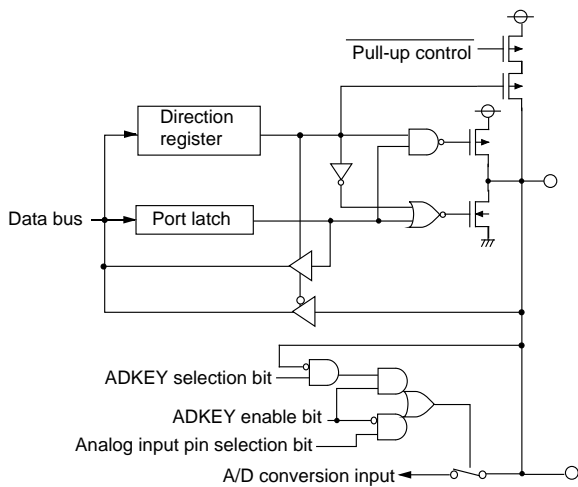 Pull-up control
Direction
register
Data bus
Port latch
ADKEY selection bit
ADKEY enable bit
Analog input pin selection bit
A/D conversion input